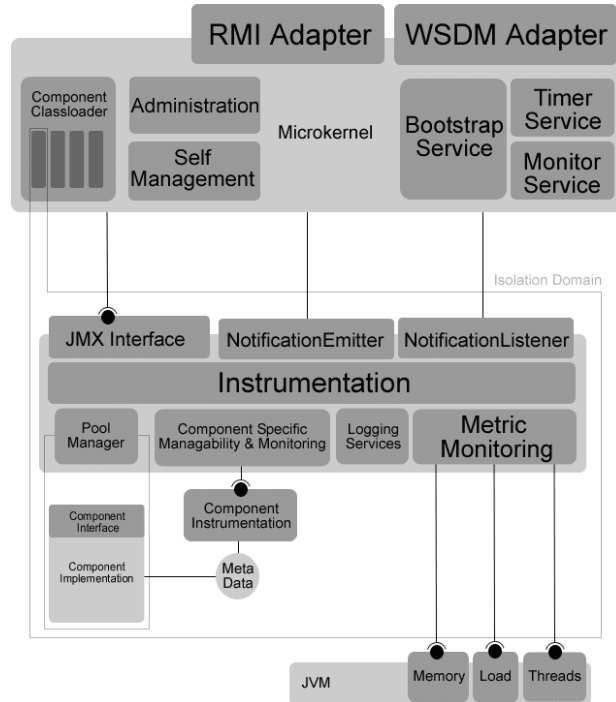 RMI Adapter
WSDM Adapter
Component
Classloader
Administration
Self
Management
Microkernel
Bootstrap
Service
Timer
Service
Monitor
Service
Isolation Domain
JMX Interface
NotificationEmitter
NotificationListener
Instrumentation
Pool
Manager
Component Specific
Managability & Monitoring
Logging
Services
Metric
Monitoring
Component
Instrumentation
Component
Interface
Component
Implementation
Meta
Data
JVM
Memory
Load
Threads